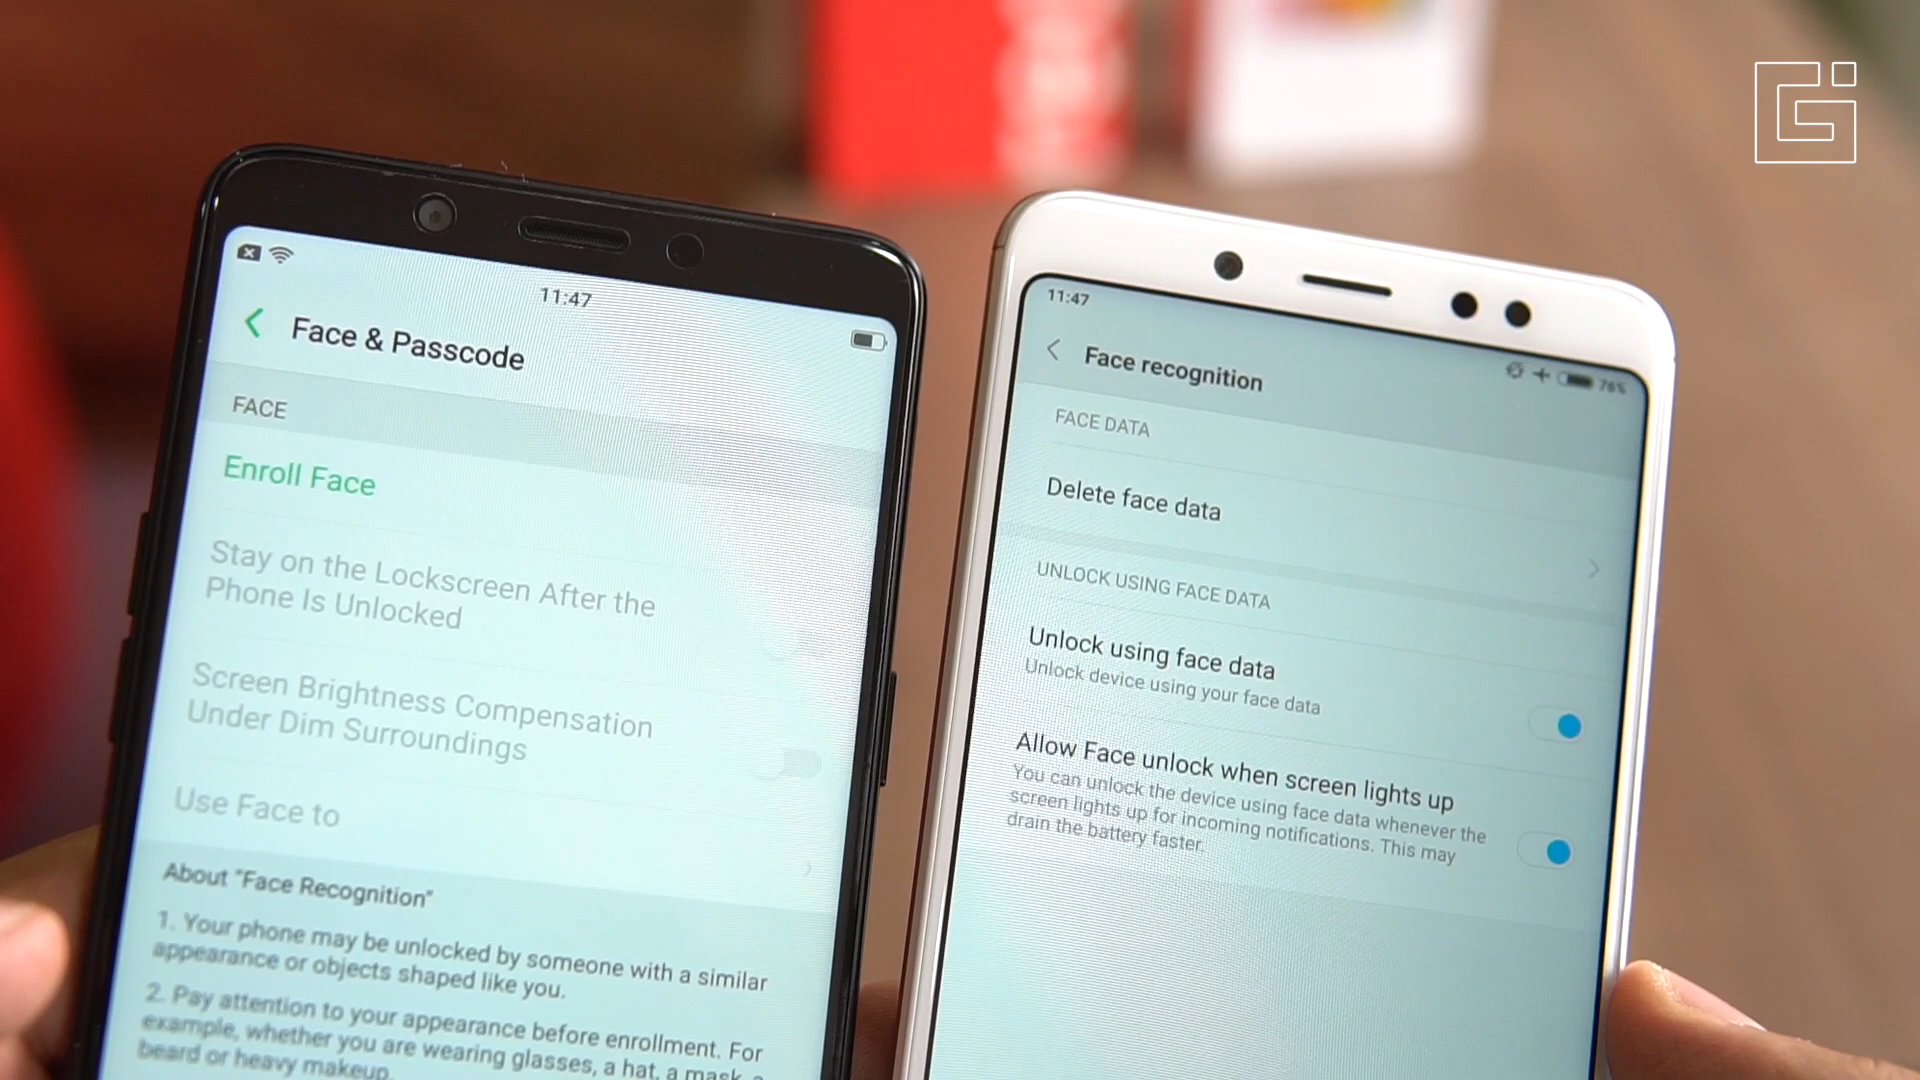 11:47
Face & Passcode
FACE
Enroll Face
Stay on the Lockscreen After the
Phone Is Unlocked
Screen Brightness Compensation
Under Dim Surroundings
Use Face to
About "Face Recognition"
1. Your phone may be unlocked by someone with a similar
appearance or objects shaped like you.
2. Pay attention to your appearance before enrollment. For
example, whether you are wearing glasses, a hat, a mask, a
beard or heavy makeup.
11:47
76%
Face recognition
FACE DATA
Delete face data
UNLOCK USING FACE DATA
Unlock using face data
Unlock device using your face data
Allow Face unlock when screen lights up
You can unlock the device using face data whenever the
screen lights up for incoming notifications. This may
drain the battery faster.